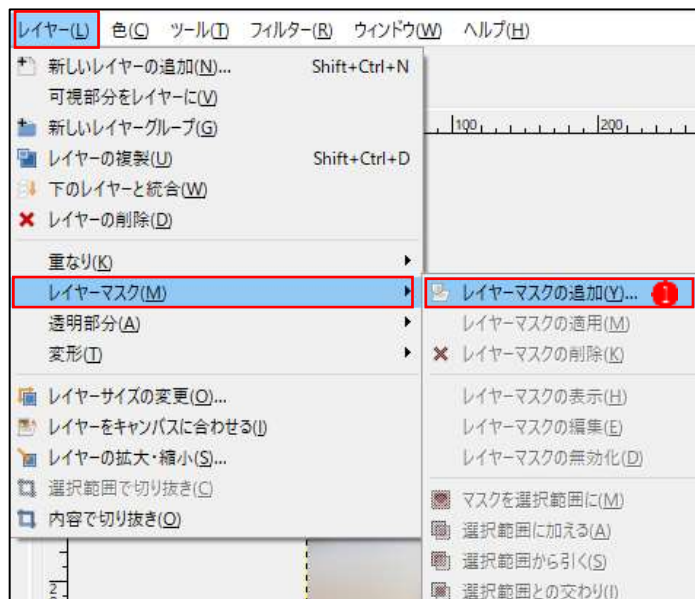 レイヤー(L) 色(C) ツール(T) フィルター(R) ウィンドウ(W) ヘルプ(H)
新しいレイヤーの追加(N)... Shift+Ctrl+N
可視部分をレイヤーに(V)
新しいレイヤーグループ(G)
レイヤーの複製(U) Shift+Ctrl+D
下のレイヤーと統合(W)
レイヤーの削除(D)
重なり(K)
レイヤーマスク(M)
透明部分(A)
変形(T)
レイヤーサイズの変更(O)...
レイヤーをキャンバスに合わせる(I)
レイヤーの拡大・縮小(S)...
選択範囲で切り抜き(C)
内容で切り抜き(O)
100 200
レイヤーマスクの追加(Y)... 1
レイヤーマスクの適用(M)
レイヤーマスクの削除(K)
レイヤーマスクの表示(H)
レイヤーマスクの編集(E)
レイヤーマスクの無効化(D)
マスクを選択範囲に(M)
選択範囲に加える(A)
選択範囲から引く(S)
選択範囲との交わり(I)
2